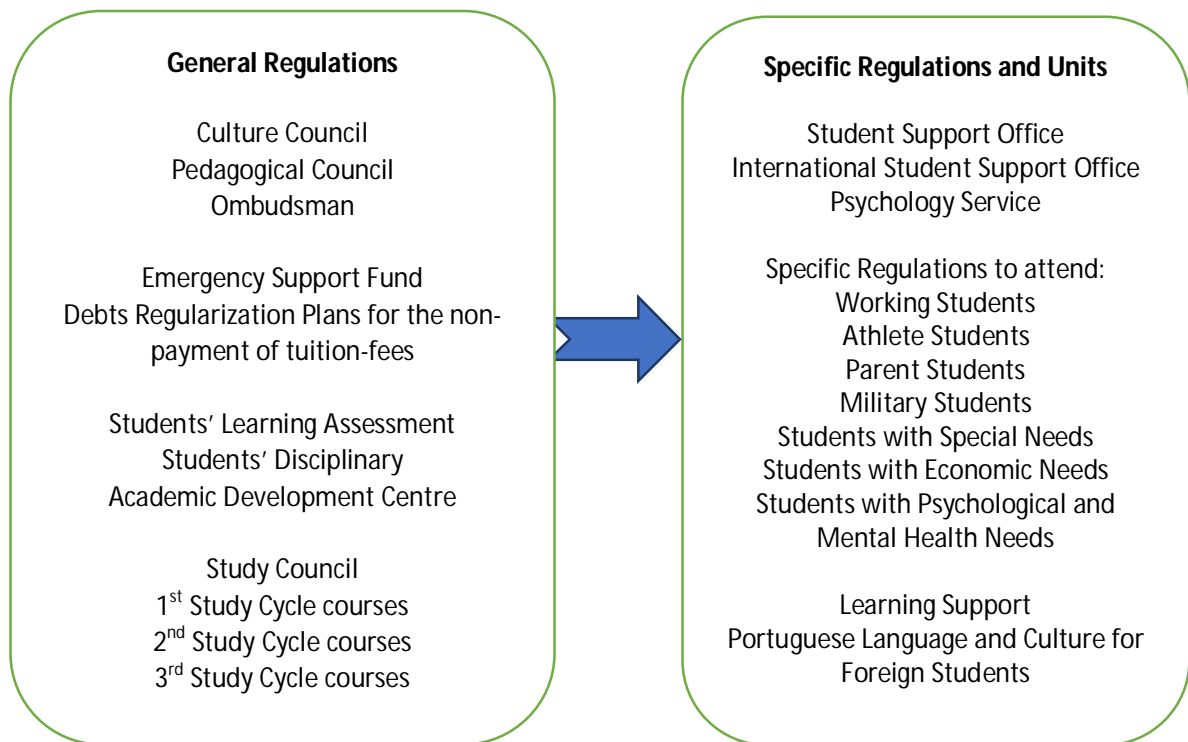 General Regulations
Culture Council
Pedagogical Council
Ombudsman
Emergency Support Fund
Debts Regularization Plans for the non-
payment of tuition-fees
Students’ Learning Assessment
Students’ Disciplinary
Academic Development Centre
Study Council
1st Study Cycle courses
2nd Study Cycle courses
3rd Study Cycle courses
Specific Regulations and Units
Student Support Office
International Student Support Office
Psychology Service
Specific Regulations to attend:
Working Students
Athlete Students
Parent Students
Military Students
Students with Special Needs
Students with Economic Needs
Students with Psychological and
Mental Health Needs
Learning Support
Portuguese Language and Culture for
Foreign Students